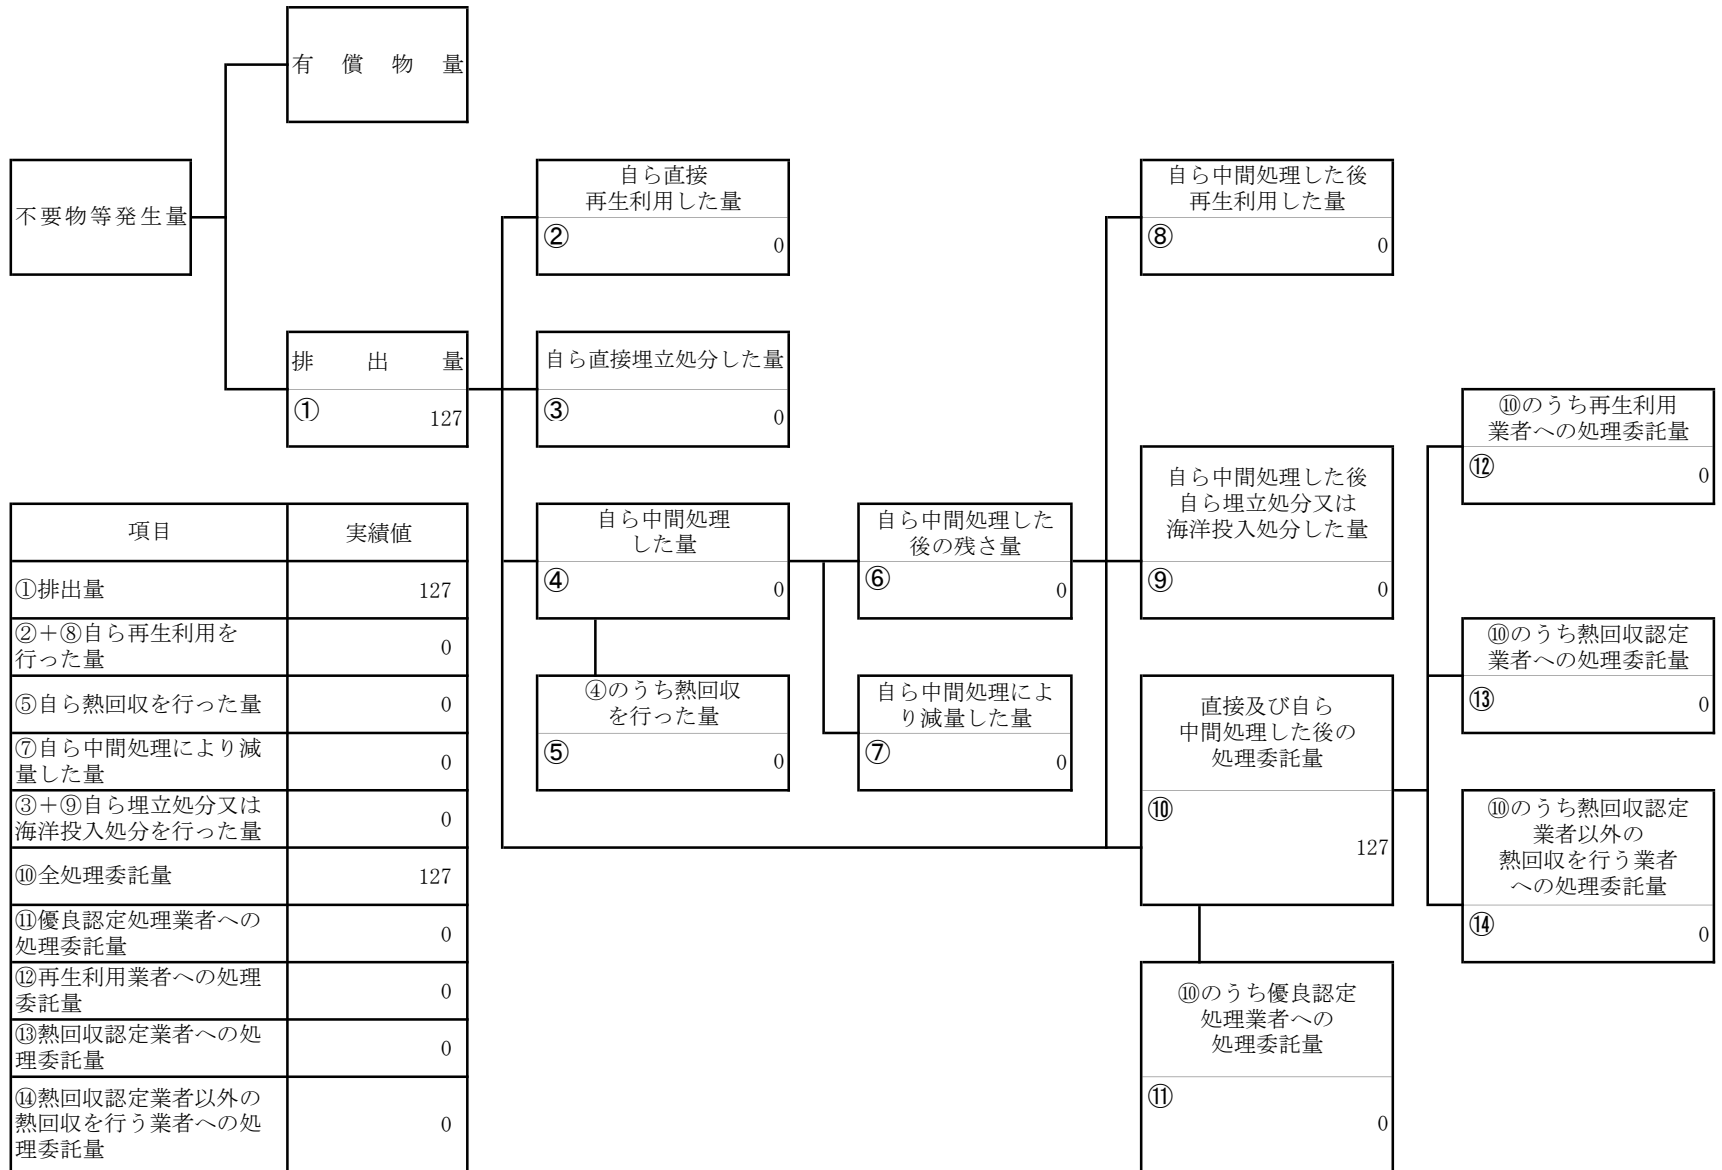 有償物量
不要物等発生量
排出量
①
127
自ら直接
再生利用した量
②
0
自ら直接埋立処分した量
③
0
自ら中間処理
した量
④
0
④のうち熱回収
を行った量
⑤
0
自ら中間処理した
後の残さ量
⑥
0
自ら中間処理によ
り減量した量
⑦
0
自ら中間処理した後
再生利用した量
⑧
0
自ら中間処理した後
自ら埋立処分又は
海洋投入処分した量
⑨
0
直接及び自ら
中間処理した後の
処理委託量
⑩
127
⑩のうち優良認定
処理業者への
処理委託量
⑪
0
⑩のうち再生利用
業者への処理委託量
⑫
0
⑩のうち熱回収認定
業者への処理委託量
⑬
0
⑩のうち熱回収認定
業者以外の
熱回収を行う業者
への処理委託量
⑭
0
項目 実績値
①排出量 127
②+⑧自ら再生利用を
行った量 0
⑤自ら熱回収を行った量 0
⑦自ら中間処理により減
量した量 0
③+⑨自ら埋立処分又は
海洋投入処分を行った量 0
⑩全処理委託量 127
⑪優良認定処理業者への
処理委託量 0
⑫再生利用業者への処理
委託量 0
⑬熱回収認定業者への処
理委託量 0
⑭熱回収認定業者以外の
熱回収を行う業者への処 0
理委託量